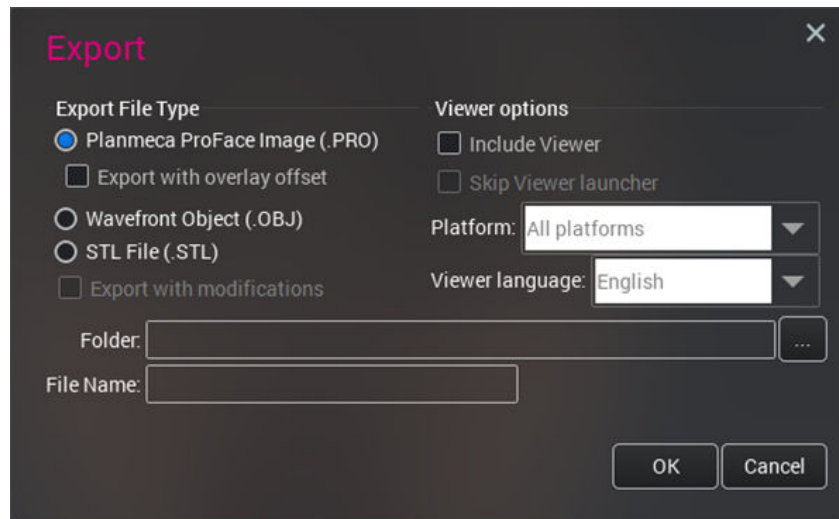 Export
Export File Type
Planmeca ProFace Image (.PRO)
Export with overlay offset
Wavefront Object (.OBJ)
STL File (.STL)
Export with modifications
Viewer options
Include Viewer
Skip Viewer launcher
Platform: All platforms
Viewer language: English
Folder: ...
File Name:
OK Cancel